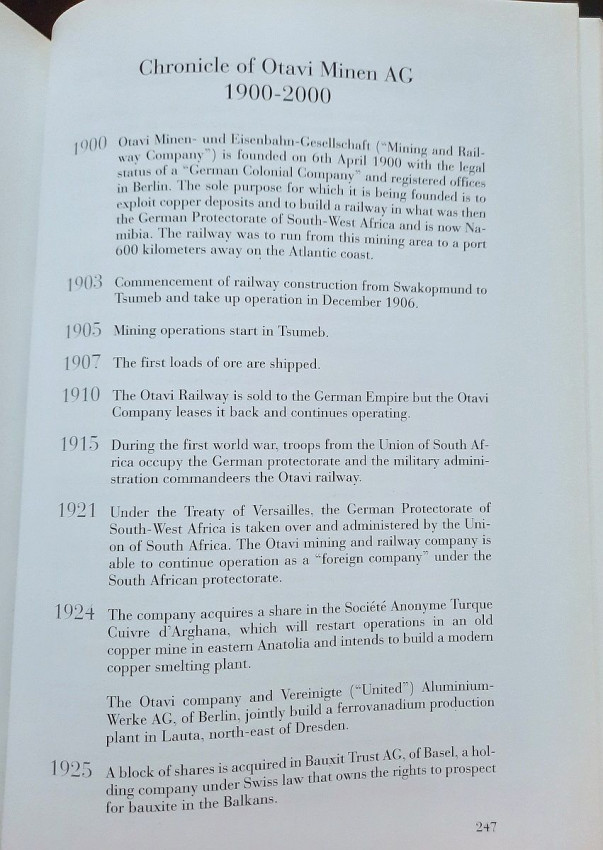 Chronicle of Otavi Minen AG
1900-2000
1900 Otavi Minen- und Eisenbahn-Gesellschaft (“Mining and Rail-
way Company”) is founded on 6th April 1900 with the legal
status of a “German Colonial Company” and registered offices
in Berlin. The sole purpose for which it is being founded is to
exploit copper deposits and to build a railway in what was then
the German Protectorate of South-West Africa and is now Na-
mibia. The railway was to run from this mining area to a port
600 kilometers away on the Atlantic coast.
1903 Commencement of railway construction from Swakopmund to
Tsumeb and take up operation in December 1906.
1905 Mining operations start in Tsumeb.
1907 The first loads of ore are shipped.
1910 The Otavi Railway is sold to the German Empire but the Otavi
Company leases it back and continues operating.
1915 During the first world war, troops from the Union of South Af-
rica occupy the German protectorate and the military admini-
stration commandeers the Otavi railway.
1921 Under the Treaty of Versailles, the German Protectorate of
South-West Africa is taken over and administered by the Uni-
on of South Africa. The Otavi mining and railway company is
able to continue operation as a “foreign company” under the
South African protectorate.
1924 The company acquires a share in the Société Anonyme Turque
Cuivre d’Arghana, which will restart operations in an old
copper mine in eastern Anatolia and intends to build a modern
copper smelting plant.
The Otavi company and Vereinigte (“United”) Aluminium-
Werke AG, of Berlin, jointly build a ferrovanadium production
plant in Lauta, north-east of Dresden.
1925 A block of shares is acquired in Bauxit Trust AG, of Basel, a hol-
ding company under Swiss law that owns the rights to prospect
for bauxite in the Balkans.
247